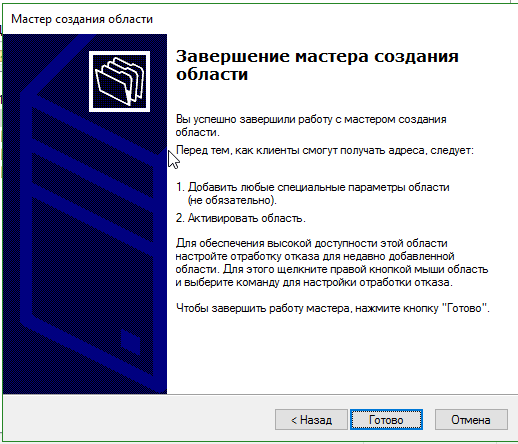 Мастер создания области
Завершение мастера создания
области
Вы успешно завершили работу с мастером создания
области.
Перед тем, как клиенты смогут получать адреса, следует:
1. Добавить любые специальные параметры области
(не обязательно).
2. Активировать область.
Для обеспечения высокой доступности этой области
настройте отработку отказа для недавно добавленной
области. Для этого щелкните правой кнопкой мыши область
и выберите команду для настройки отработки отказа.
Чтобы завершить работу мастера, нажмите кнопку "Готово".
< Назад
Готово
Отмена